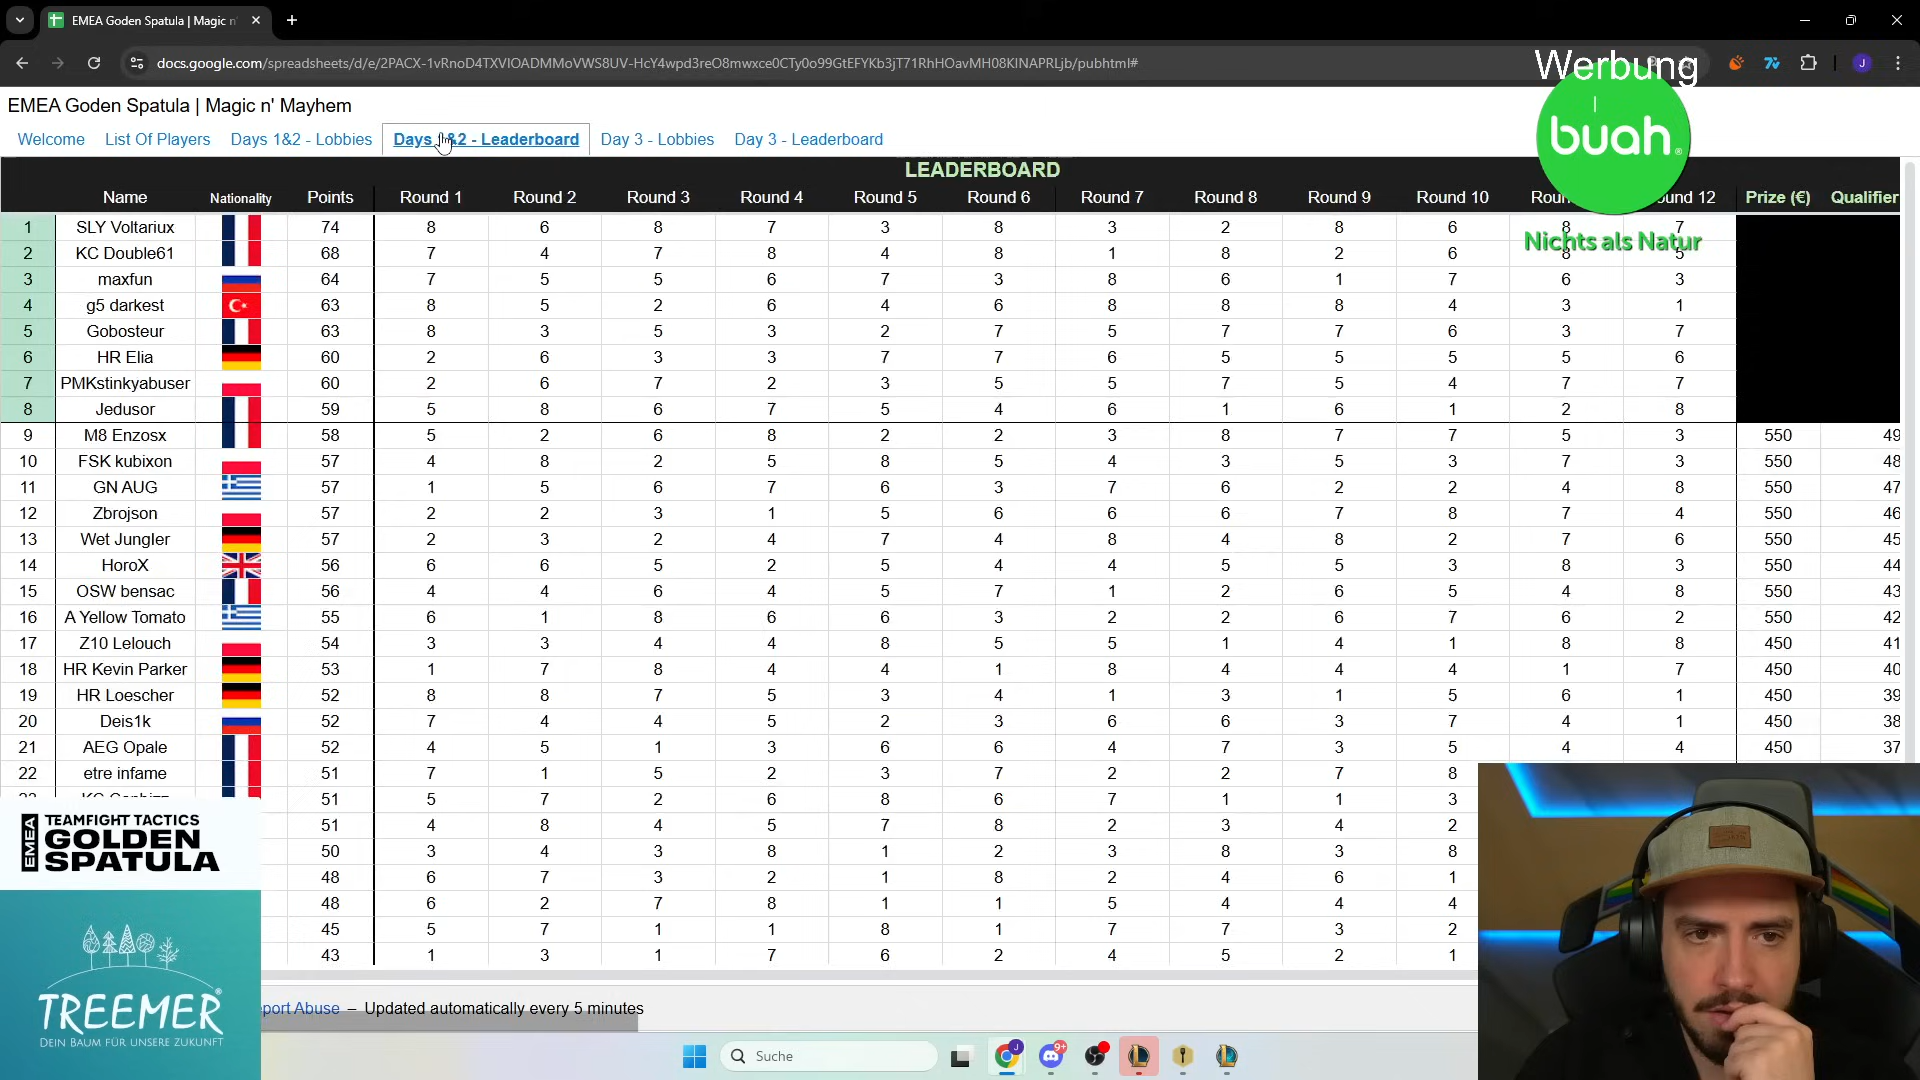 EMEA Goden Spatula | Magic n'
docs.google.com/spreadsheets/d/e/2PACX-1vRnoD4TXVIOADMMoVWS8UV-HcY4wpd3reO8mwxce0CTy0o99GtEFYKb3jT71RhHOavMH08KlNAPRLjb/pubhtml#
Werbung
buah.
Nichts als Natur
EMEA Goden Spatula | Magic n' Mayhem
Welcome List Of Players Days 1&2 - Lobbies Days 1&2 - Leaderboard Day 3 - Lobbies Day 3 - Leaderboard
LEADERBOARD
Name Nationality Points Round 1 Round 2 Round 3 Round 4 Round 5 Round 6 Round 7 Round 8 Round 9 Round 10 12 Prize (€) Qualifier
1 SLY Voltariux 74 8 6 8 7 3 8 3 2 8 6 8 7
2 KC Double61 68 7 4 7 8 4 8 1 8 2 6 8 5
3 maxfun 64 7 5 5 6 7 3 8 6 1 7 6 3
4 g5 darkest 63 8 5 2 6 4 6 8 8 8 4 3 1
5 Gobosteur 63 8 3 5 3 2 7 5 7 7 6 3 7
6 HR Elia 60 2 6 3 3 7 7 6 5 5 5 5 6
7 PMKstinkyabuser 60 2 6 7 2 3 5 5 7 5 4 7 7
8 Jedusor 59 5 8 6 7 5 4 6 1 6 1 2 8
9 M8 Enzosx 58 5 2 6 8 2 2 3 8 7 7 5 3 550 49
10 FSK kubixon 57 4 8 2 5 8 5 4 3 5 3 7 3 550 48
11 GN AUG 57 1 5 6 7 6 3 7 6 2 2 4 8 550 47
12 Zbrojson 57 2 2 3 1 5 6 6 6 7 8 7 4 550 46
13 Wet Jungler 57 2 3 2 4 7 4 8 4 8 2 7 6 550 45
14 HoroX 56 6 6 5 2 5 4 4 5 5 3 8 3 550 44
15 OSW bensac 56 4 4 6 4 5 7 1 2 6 5 4 8 550 43
16 A Yellow Tomato 55 6 1 8 6 6 3 2 2 6 7 6 2 550 42
17 Z10 Lelouch 54 3 3 4 4 8 5 5 1 4 1 8 8 450 41
18 HR Kevin Parker 53 1 7 8 4 4 1 8 4 4 4 1 7 450 40
19 HR Loescher 52 8 8 7 5 3 4 1 3 1 5 6 1 450 39
20 Deis1k 52 7 4 4 5 2 3 6 6 3 7 4 1 450 38
21 AEG Opale 52 4 5 1 3 6 6 4 7 3 5 4 4 450 37
22 etre infame 51 7 1 5 2 3 7 2 2 7 8
51 5 7 2 6 8 6 7 1 1 3
51 4 8 4 5 7 8 2 3 4 2
50 3 4 3 8 1 2 3 8 3 8
48 6 7 3 2 1 8 2 4 6 1
48 6 2 7 8 1 1 5 4 4 4
45 5 7 1 1 8 1 7 7 3 2
43 1 3 1 7 6 2 4 5 2 1
EMEA
TEAMFIGHT TACTICS
GOLDEN
SPATULA
TREEMER®
DEIN BAUM FÜR UNSERE ZUKUNFT
port Abuse – Updated automatically every 5 minutes
Suche
J
9+